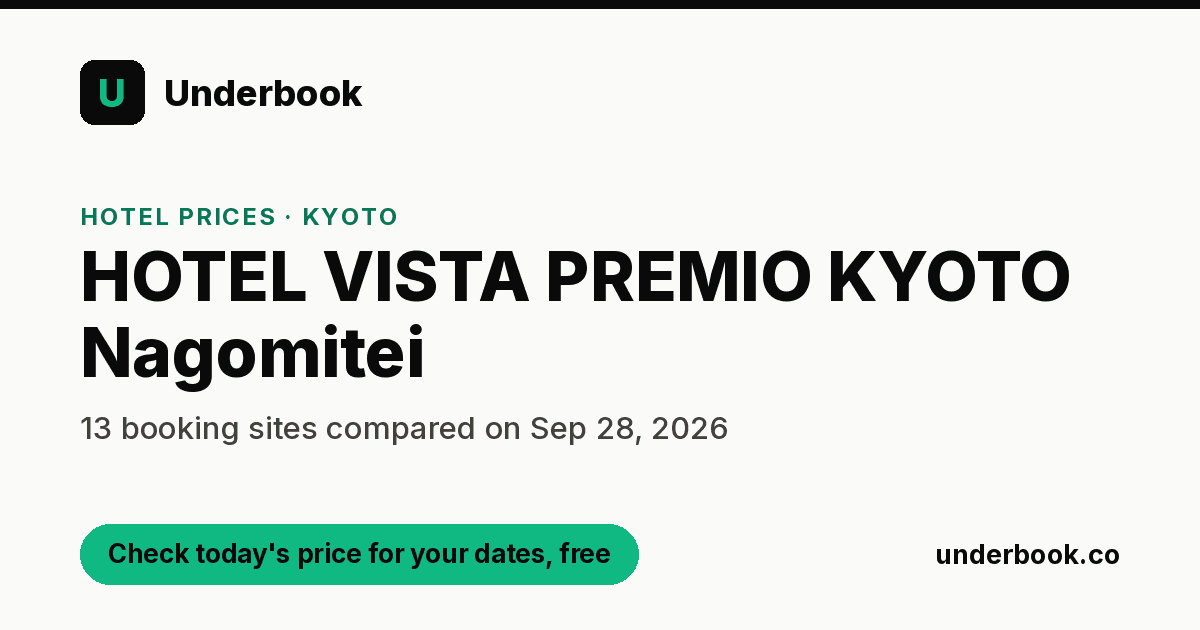 U Underbook
HOTEL PRICES · KYOTO
HOTEL VISTA PREMIO KYOTO
Nagomitei
13 booking sites compared on Sep 28, 2026
Check today's price for your dates, free
underbook.co